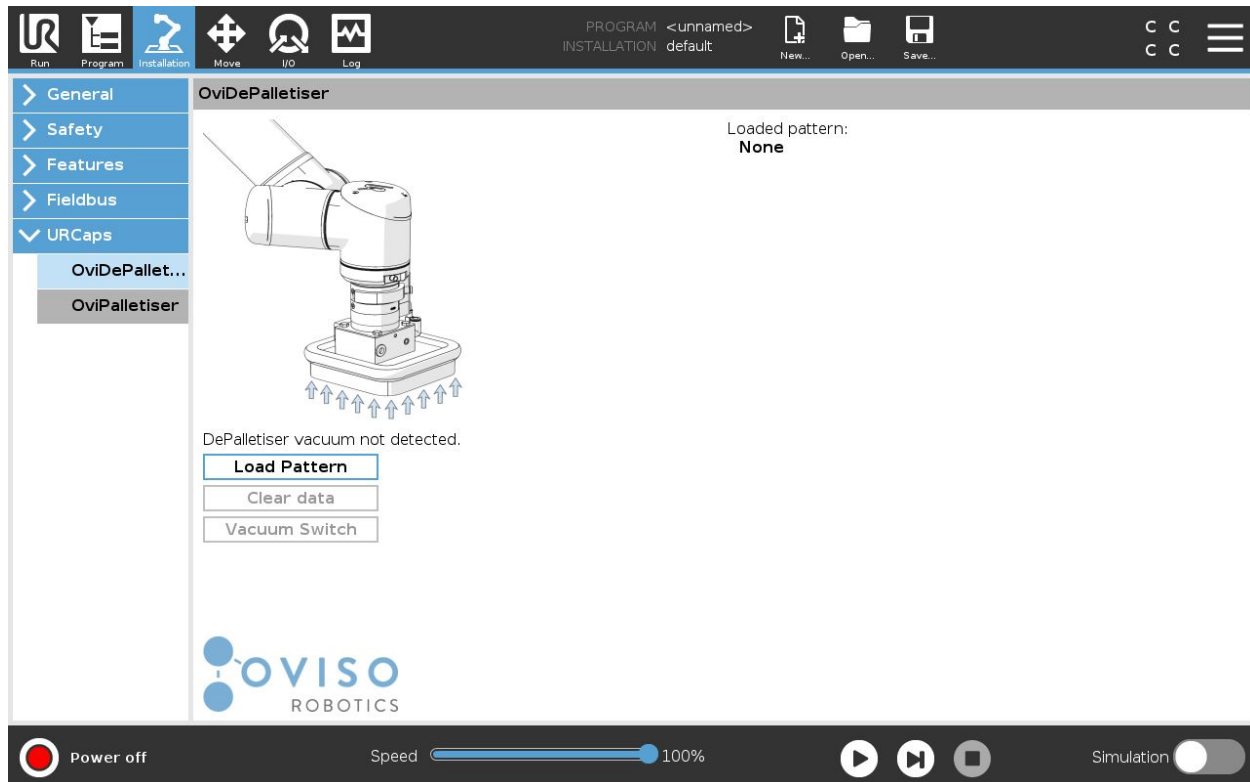 UR
PROGRAM <unnamed>
INSTALLATION default
C C
C C
Run Program Installation Move I/O Log New... Open... Save...
General
OviDePalletiser
Safety
Features
Fieldbus
URCaps
OviDePallet...
OviPalletiser
Loaded pattern:
None
DePalletiser vacuum not detected.
Load Pattern
Clear data
Vacuum Switch
OVISO
ROBOTICS
Power off
Speed 100%
Simulation